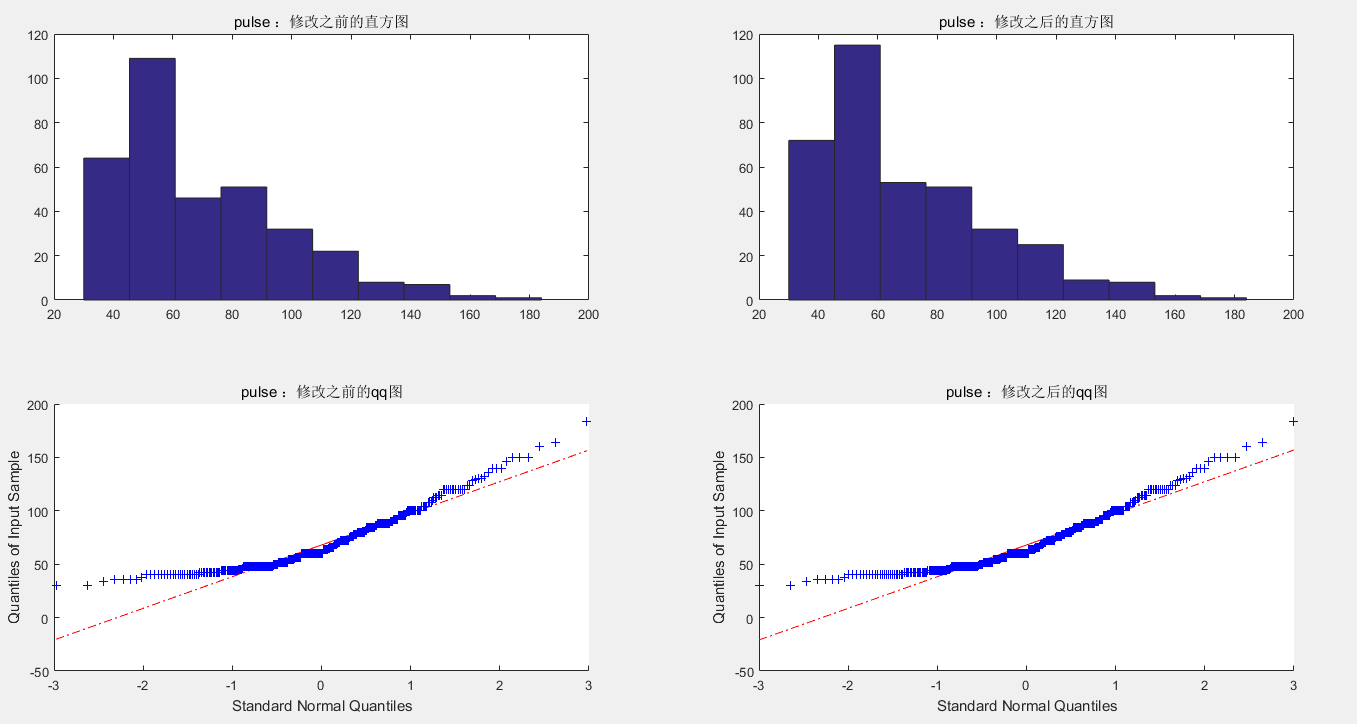 pulse： 修改之前的直方图
120
100
80
60
40
20
0
20 40 60 80 100 120 140 160 180 200
pulse： 修改之后的直方图
120
100
80
60
40
20
0
20 40 60 80 100 120 140 160 180 200
pulse： 修改之前的qq图
Quantiles of Input Sample
200
150
100
50
0
-50
-3 -2 -1 0 1 2 3
Standard Normal Quantiles
pulse： 修改之后的qq图
Quantiles of Input Sample
200
150
100
50
0
-50
-3 -2 -1 0 1 2 3
Standard Normal Quantiles